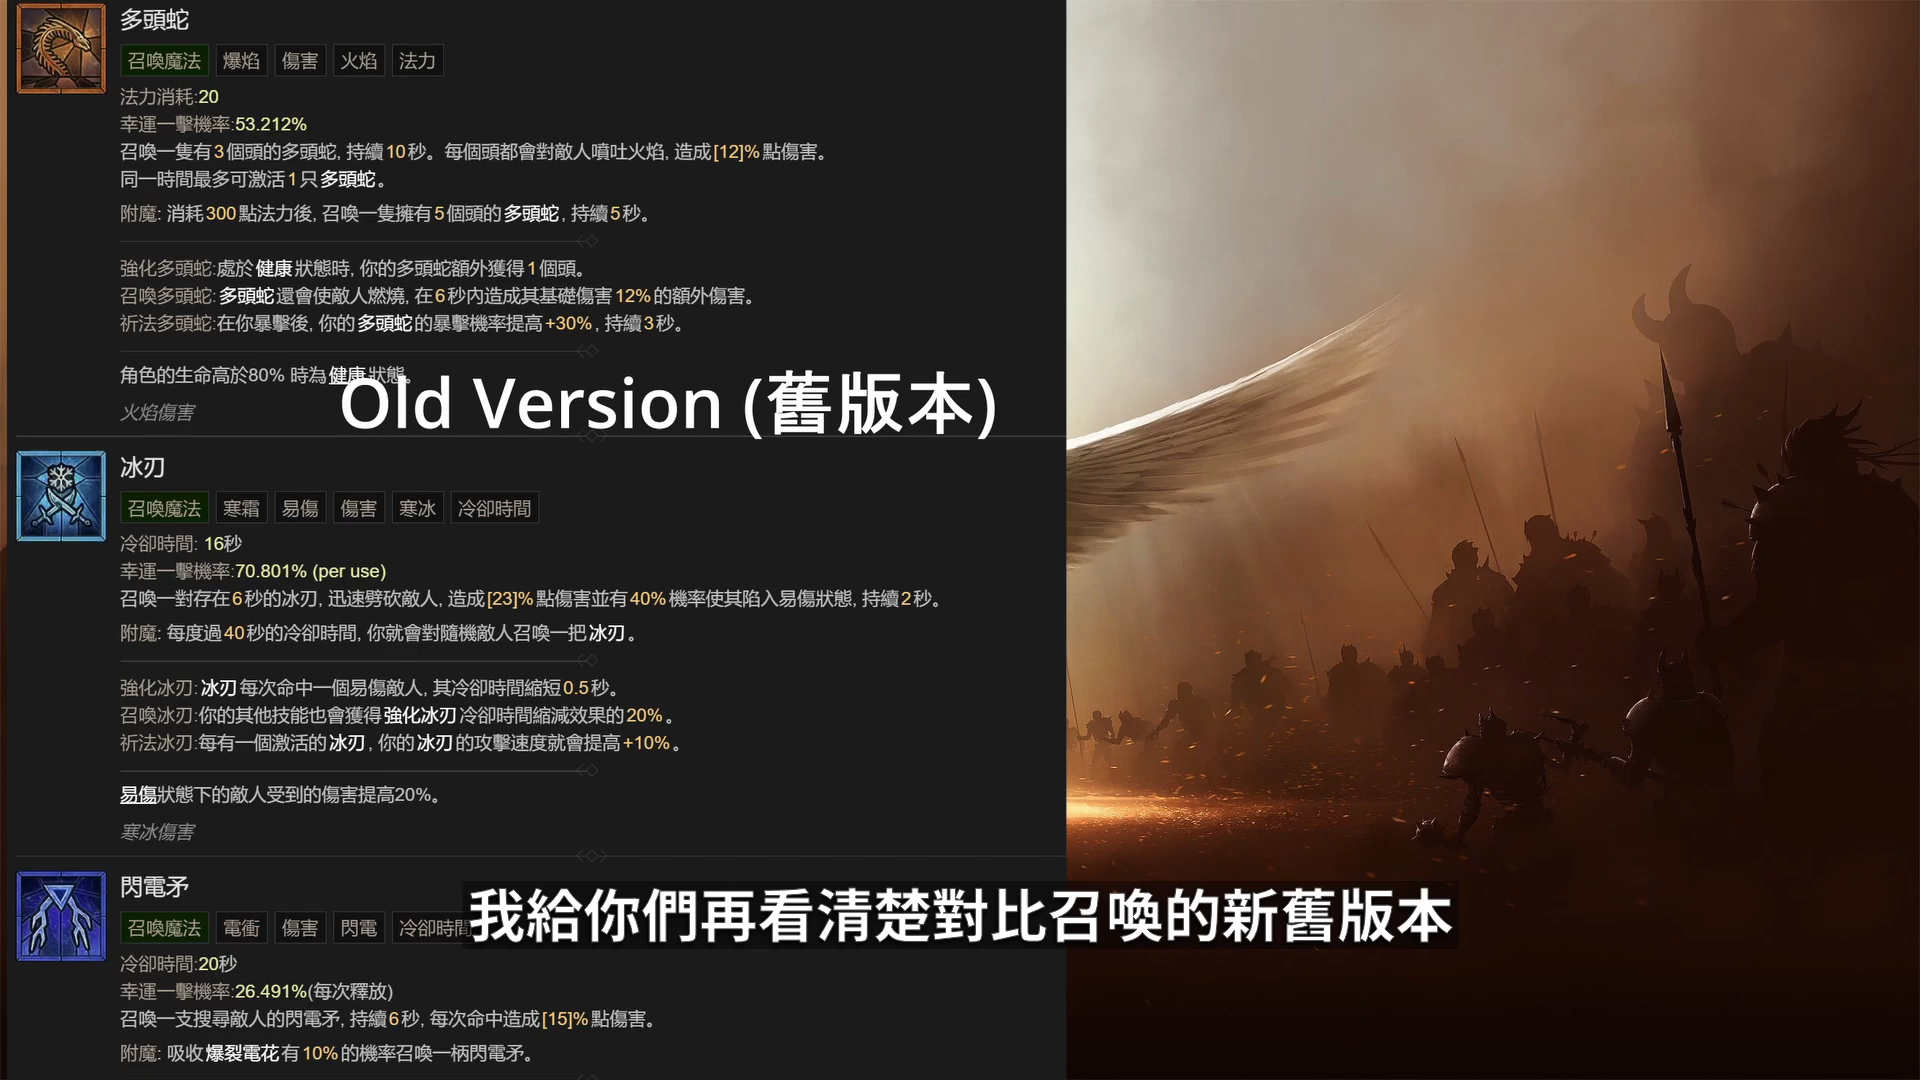 多頭蛇
召喚魔法 爆焰 傷害 火焰 法力
法力消耗:20
幸運一擊機率:53.212%
召喚一隻有3個頭的多頭蛇, 持續10秒。每個頭都會對敵人噴吐火焰, 造成[12]%點傷害。
同一時間最多可激活1只多頭蛇。
附魔: 消耗300點法力後, 召喚一隻擁有5個頭的多頭蛇, 持續5秒。
強化多頭蛇:處於健康狀態時, 你的多頭蛇額外獲得1個頭。
召喚多頭蛇: 多頭蛇還會使敵人燃燒, 在6秒內造成其基礎傷害12%的額外傷害。
祈法多頭蛇:在你暴擊後, 你的多頭蛇的暴擊機率提高+30%, 持續3秒。
角色的生命高於80% 時為健康狀態。
Old Version (舊版本)
火焰傷害
冰刃
召喚魔法 寒霜 易傷 傷害 寒冰 冷卻時間
冷卻時間: 16秒
幸運一擊機率:70.801% (per use)
召喚一對存在6秒的冰刃, 迅速劈砍敵人, 造成[23]%點傷害並有40%機率使其陷入易傷狀態, 持續2秒。
附魔: 每度過40秒的冷卻時間, 你就會對隨機敵人召喚一把冰刃。
強化冰刃: 冰刃每次命中一個易傷敵人, 其冷卻時間縮短0.5秒。
召喚冰刃:你的其他技能也會獲得強化冰刃冷卻時間縮減效果的20%。
祈法冰刃:每有一個激活的冰刃, 你的冰刃的攻擊速度就會提高+10%。
易傷狀態下的敵人受到的傷害提高20%。
寒冰傷害
閃電矛
召喚魔法 電衝 傷害 閃電 冷卻時間
我給你們再看清楚對比召喚的新舊版本
冷卻時間:20秒
幸運一擊機率:26.491%(每次釋放)
召喚一支搜尋敵人的閃電矛, 持續6秒, 每次命中造成[15]%點傷害。
附魔: 吸收爆裂電花有10%的機率召喚一柄閃電矛。